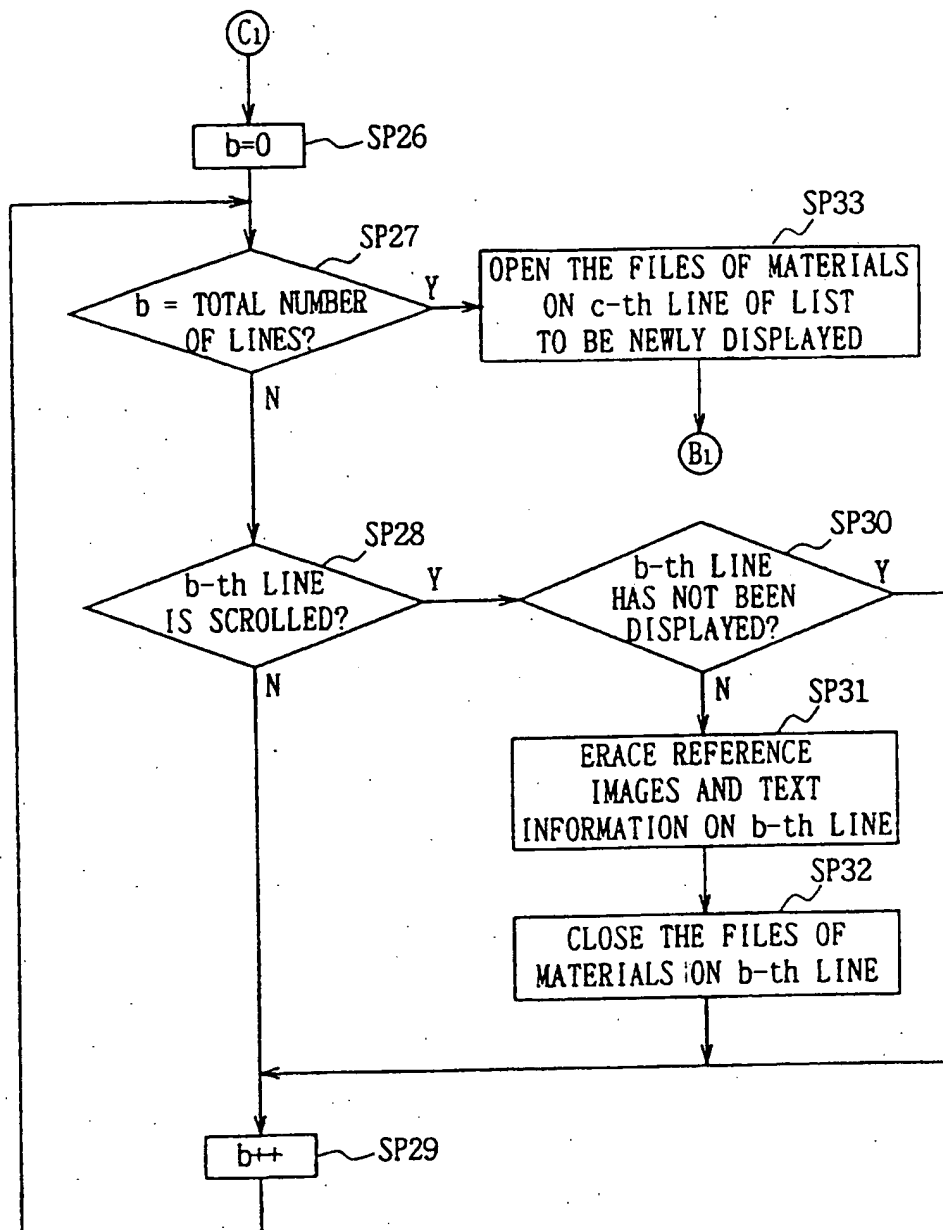 C1
b=0
SP26
SP27
b = TOTAL NUMBER
OF LINES?
Y
N
SP33
OPEN THE FILES OF MATERIALS
ON c-th LINE OF LIST
TO BE NEWLY DISPLAYED
B1
SP28
b-th LINE
IS SCROLLED?
Y
N
SP30
b-th LINE
HAS NOT BEEN
DISPLAYED?
Y
N
SP31
ERACE REFERENCE
IMAGES AND TEXT
INFORMATION ON b-th LINE
SP32
CLOSE THE FILES OF
MATERIALS ON b-th LINE
b++
SP29